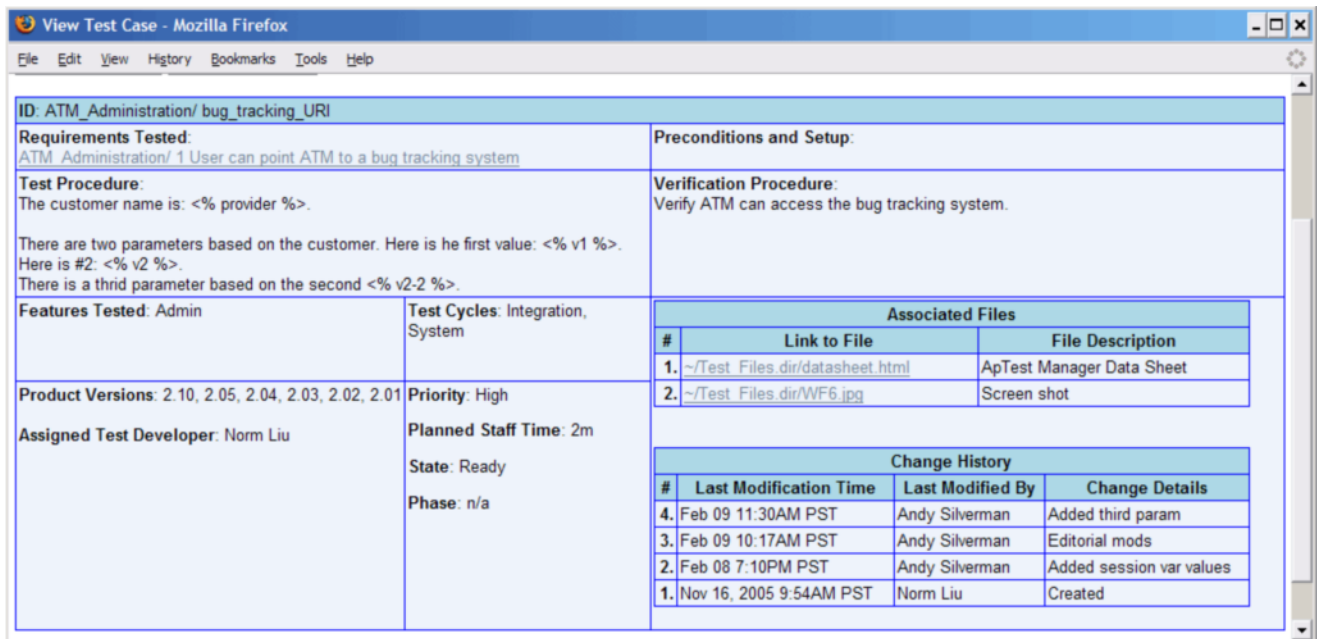 View Test Case - Mozilla Firefox
File Edit View History Bookmarks Tools Help
ID: ATM_Administration/ bug_tracking_URI
Requirements Tested:
ATM_Administration/ 1 User can point ATM to a bug tracking system
Preconditions and Setup:
Test Procedure:
The customer name is: <% provider %>.
There are two parameters based on the customer. Here is he first value: <% v1 %>.
Here is #2: <% v2 %>.
There is a thrid parameter based on the second <% v2-2 %>.
Verification Procedure:
Verify ATM can access the bug tracking system.
Features Tested: Admin
Test Cycles: Integration,
System
Product Versions: 2.10, 2.05, 2.04, 2.03, 2.02, 2.01
Assigned Test Developer: Norm Liu
Priority: High
Planned Staff Time: 2m
State: Ready
Phase: n/a
Associated Files
# Link to File File Description
1. ~/Test_Files.dir/datasheet.html ApTest Manager Data Sheet
2. ~/Test_Files.dir/WF6.jpg Screen shot
Change History
# Last Modification Time Last Modified By Change Details
4. Feb 09 11:30AM PST Andy Silverman Added third param
3. Feb 09 10:17AM PST Andy Silverman Editorial mods
2. Feb 08 7:10PM PST Andy Silverman Added session var values
1. Nov 16, 2005 9:54AM PST Norm Liu Created